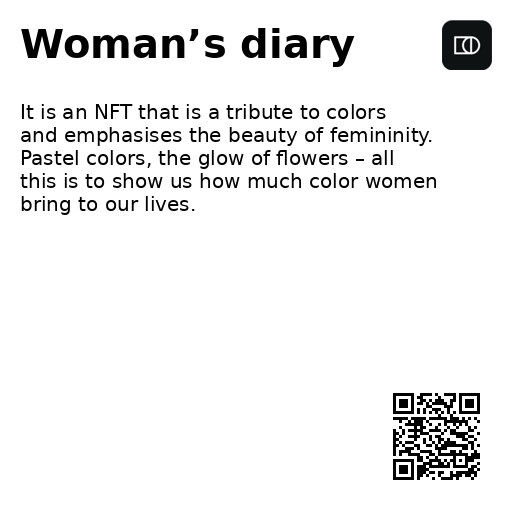 Woman’s diary
It is an NFT that is a tribute to colors
and emphasises the beauty of femininity.
Pastel colors, the glow of flowers – all
this is to show us how much color women
bring to our lives.